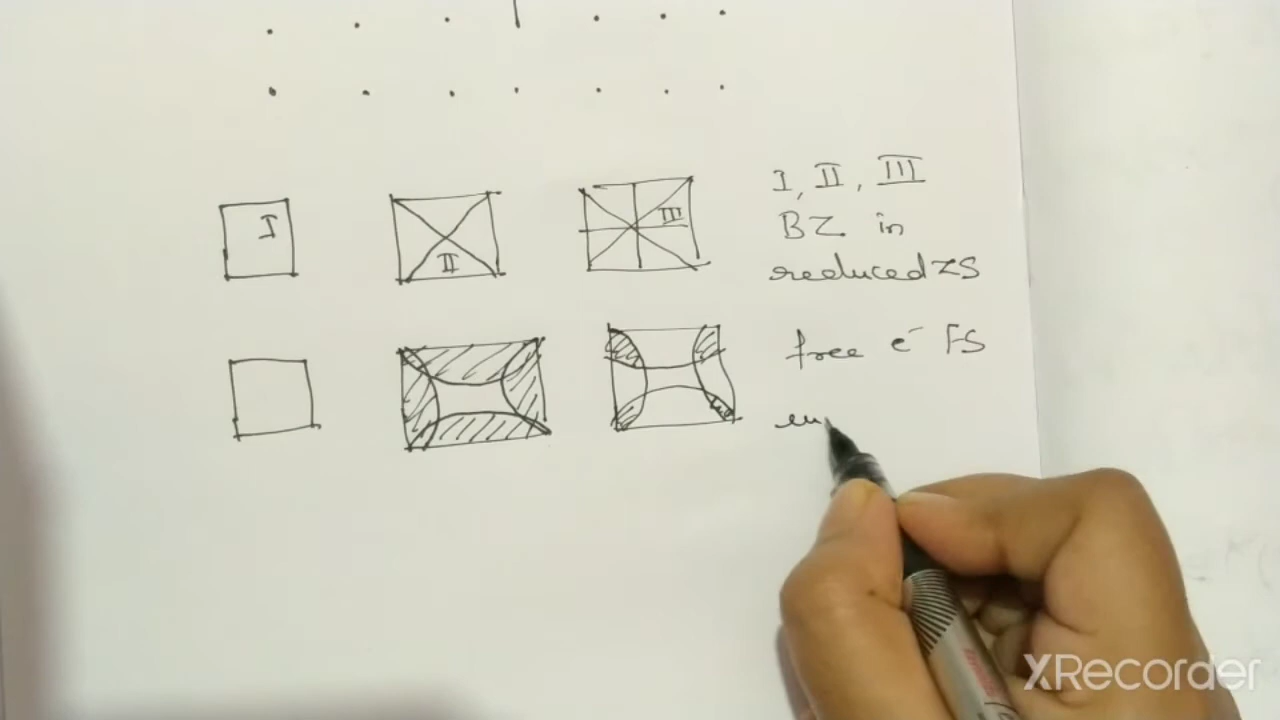 I
II
III
I, II, III
BZ in
reduced ZS
free e⁻ FS
XRecorder